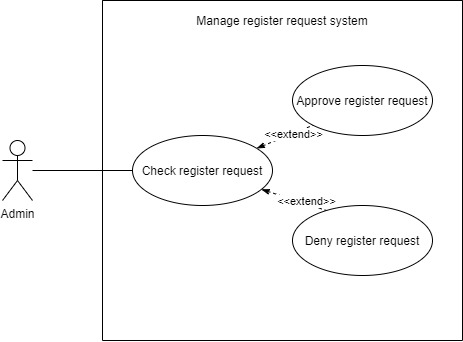 Manage register request system
Approve register request
<<extend>>
Check register request
<<extend>>
Admin
Deny register request